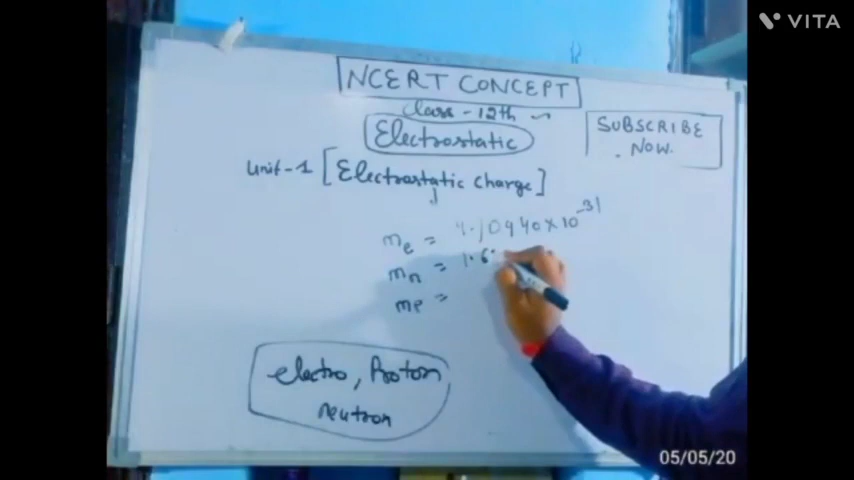 VITA
NCERT CONCEPT
Class - 12th
Electrostatic
SUBSCRIBE
NOW.
Unit-1 [Electrostatic charge]
me = 9.10940×10-31
mn = 1.6
mp =
electro, Proton
neutron
05/05/20